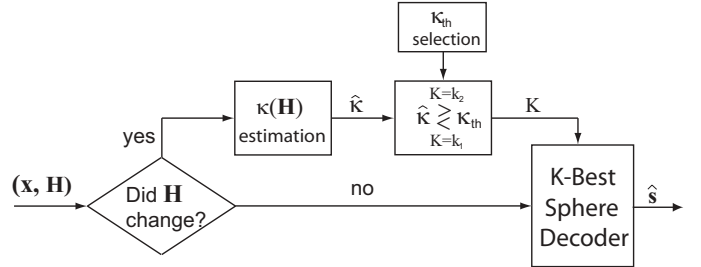 κth
selection
κ(H)
estimation
κ̂
K=k₂
κ̂ ≷ κth
K=k₁
K
yes
(x, H)
Did H
change?
no
K-Best
Sphere
Decoder
ŝ